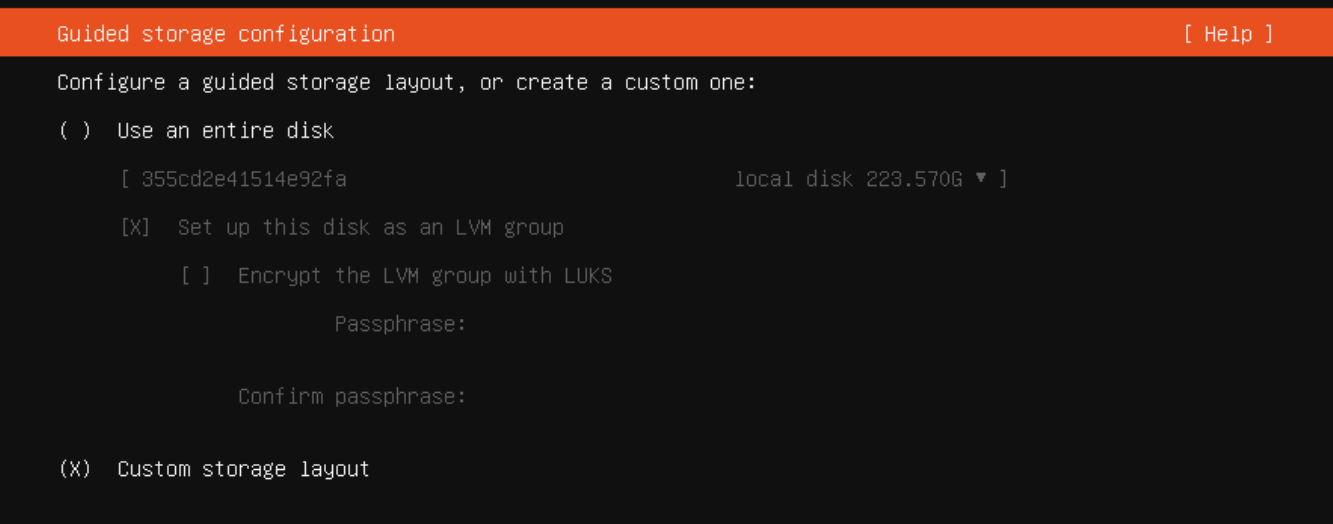 Guided storage configuration [ Help ]
Configure a guided storage layout, or create a custom one:
( ) Use an entire disk
[ 355cd2e41514e92fa local disk 223.570G ▾ ]
[X] Set up this disk as an LVM group
[ ] Encrypt the LVM group with LUKS
Passphrase:
Confirm passphrase:
(X) Custom storage layout